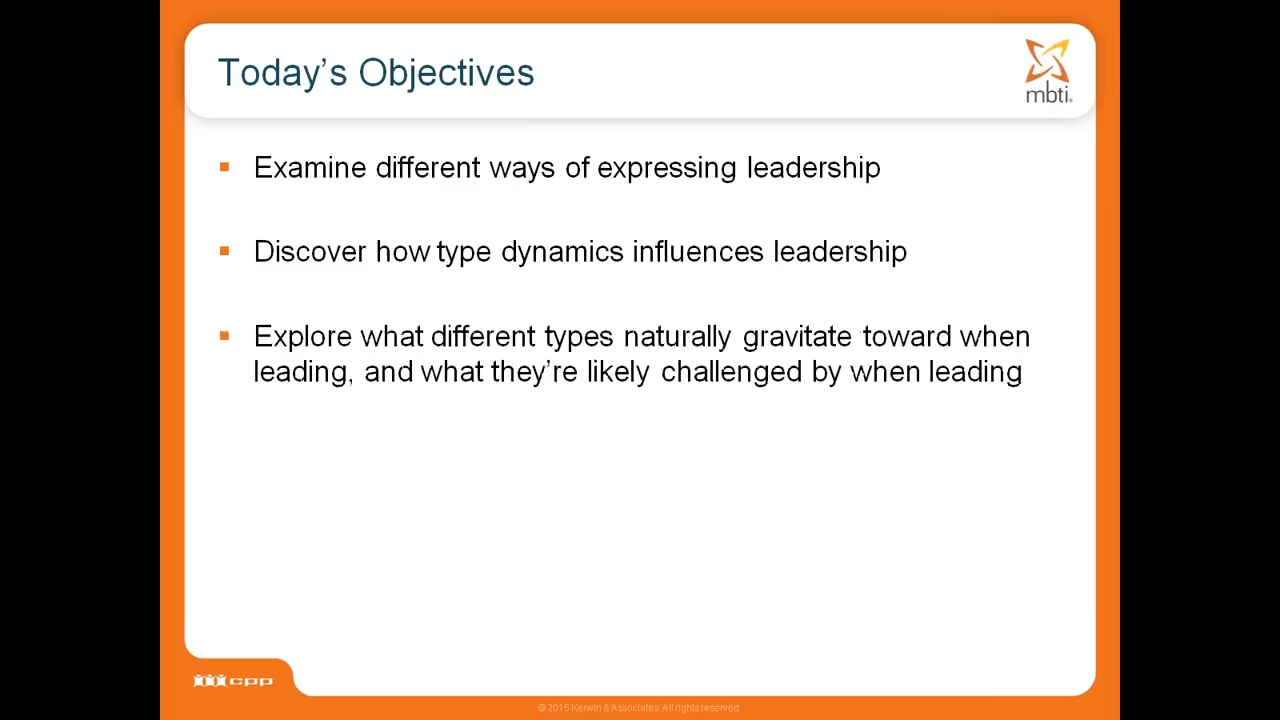 Today's Objectives
mbti®
▪ Examine different ways of expressing leadership
▪ Discover how type dynamics influences leadership
▪ Explore what different types naturally gravitate toward when
leading, and what they're likely challenged by when leading
cpp
© 2015 Kerwin & Associates. All rights reserved.